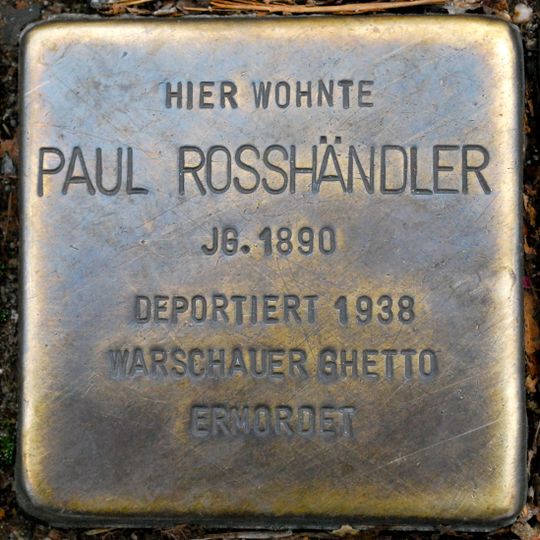 HIER WOHNTE
PAUL ROSSHÄNDLER
JG. 1890
DEPORTIERT 1938
WARSCHAUER GHETTO
ERMORDET